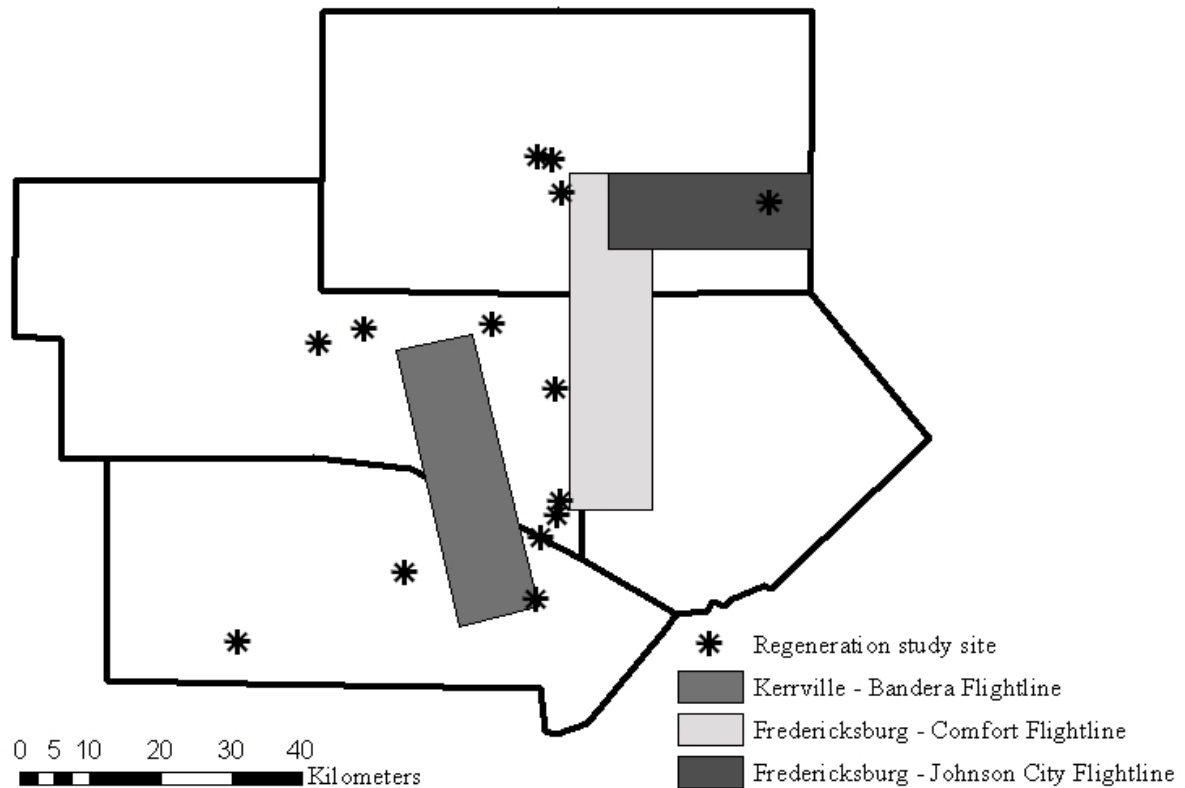 Regeneration study site
Kerrville - Bandera Flightline
Fredericksburg - Comfort Flightline
Fredericksburg - Johnson City Flightline
0 5 10 20 30 40
Kilometers